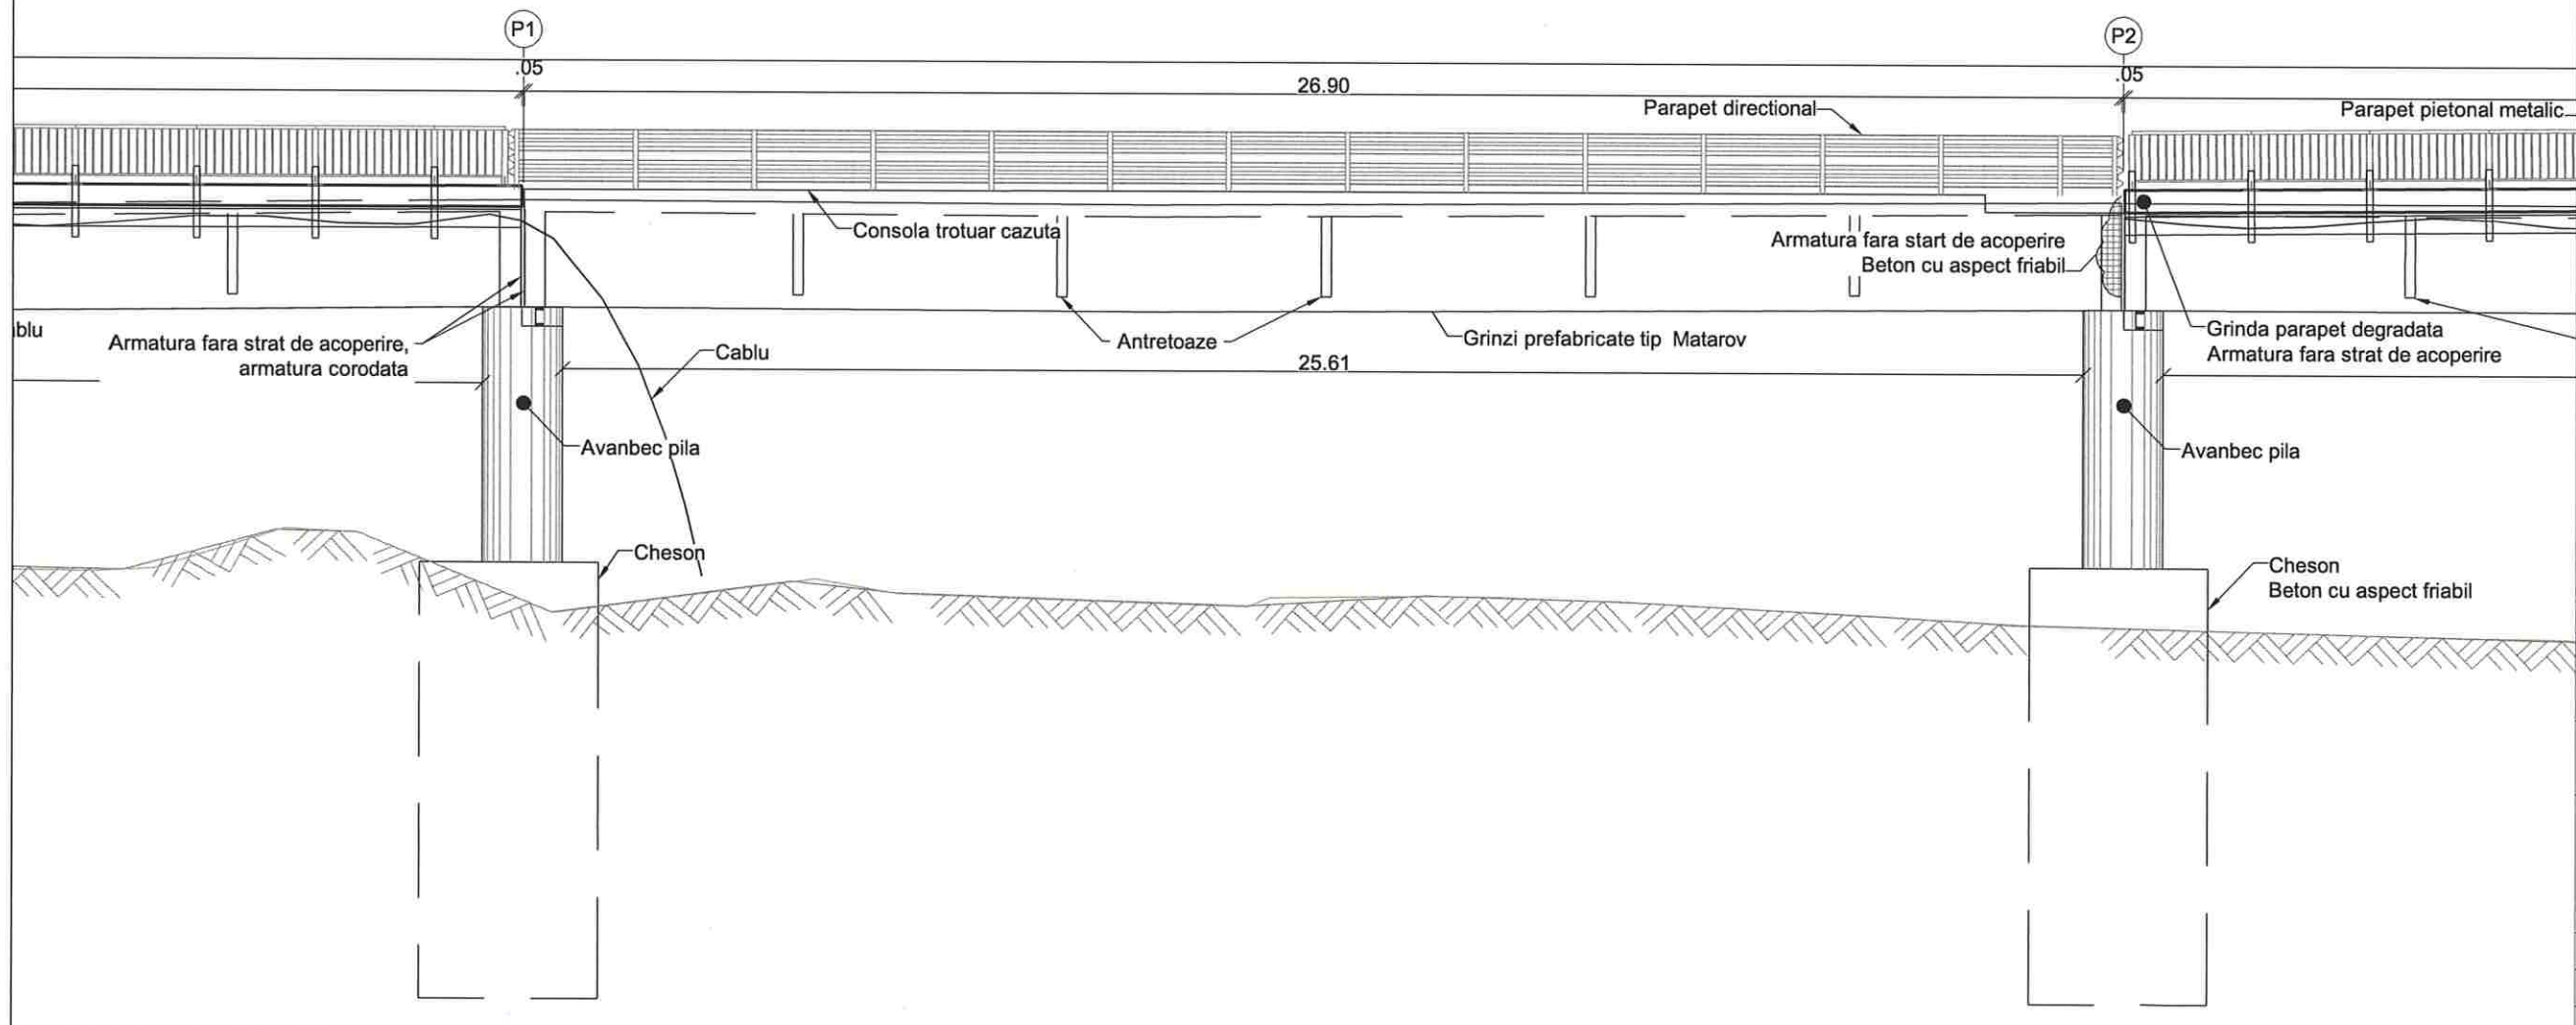 P1
P2
.05
.05
26.90
Parapet directional
Parapet pietonal metalic
Consola trotuar cazuta
Armatura fara start de acoperire
Beton cu aspect friabil
Armatura fara strat de acoperire,
armatura corodata
Cablu
Antretoaze
Grinzi prefabricate tip Matarov
Grinda parapet degradata
Armatura fara strat de acoperire
25.61
Avanbec pila
Avanbec pila
Cheson
Cheson
Beton cu aspect friabil